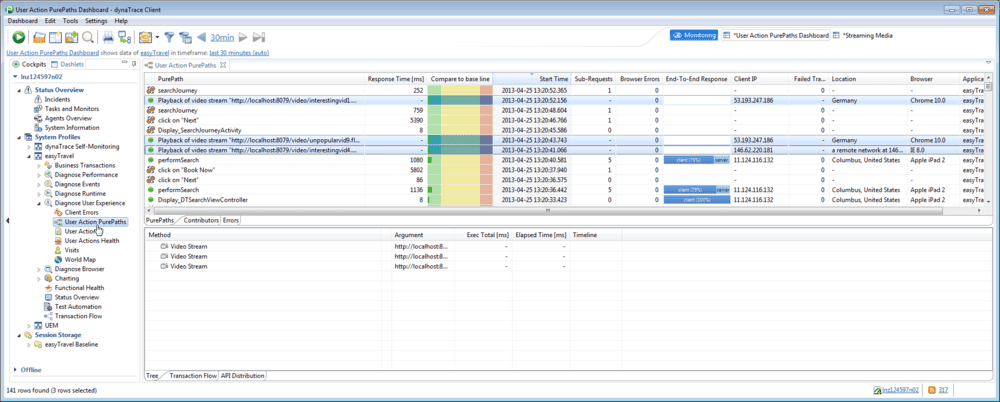 User Action PurePaths Dashboard - dynaTrace Client
Dashboard Edit Tools Settings Help
30min
Monitoring *User Action PurePaths Dashboard *Streaming Media
User Action PurePaths Dashboard shows data of easyTravel in timeframe: last 30 minutes (auto)
Cockpits Dashlets
lnz124597n02
Status Overview
Incidents
Tasks and Monitors
Agents Overview
System Information
System Profiles
dynaTrace Self-Monitoring
easyTravel
Business Transactions
Diagnose Performance
Diagnose Events
Diagnose Runtime
Diagnose User Experience
Client Errors
User Action PurePaths
User Action
User Actions Health
Visits
World Map
Diagnose Browser
Charting
Functional Health
Status Overview
Test Automation
Transaction Flow
UEM
Session Storage
easyTravel Baseline
Offline
User Action PurePaths
PurePath Response Time [ms] Compare to base line Start Time Sub-Requests Browser Errors End-To-End Response Client IP Failed Tra... Location Browser Applica
searchJourney 252 2013-04-25 13:20:52.365 1 0 - - - easyTra
Playback of video stream "http://localhost:8079/video/interestingvid1.... - 2013-04-25 13:20:52.156 - 0 53.193.247.186 - Germany Chrome 10.0 easyTra
searchJourney 759 2013-04-25 13:20:48.604 1 0 - - - easyTra
click on "Next" 5390 2013-04-25 13:20:46.766 1 0 - - - easyTra
Display_SearchJourneyActivity 8 2013-04-25 13:20:45.586 - 0 - - - easyTra
Playback of video stream "http://localhost:8079/video/unpopularvid9.fl... - 2013-04-25 13:20:43.743 - 0 53.193.247.186 - Germany Chrome 10.0 easyTra
Playback of video stream "http://localhost:8079/video/interestingvid4.... - 2013-04-25 13:20:41.066 - 0 146.62.220.181 - a remote network at 146... IE 8.0 easyTra
performSearch 1080 2013-04-25 13:20:40.581 5 0 client (75%) server 11.124.116.132 - Columbus, United States Apple iPad 2 easyTra
click on "Book Now" 5802 2013-04-25 13:20:37.940 1 0 - - - easyTra
click on "Next" 86 2013-04-25 13:20:36.575 - 0 - - - easyTra
performSearch 1136 2013-04-25 13:20:36.442 5 0 client (79%) server 11.124.116.132 - Columbus, United States Apple iPad 2 easyTra
Display_DTSearchViewController 8 2013-04-25 13:20:33.423 - 0 client (100%) 11.124.116.132 - Columbus, United States Apple iPad 2 easyTra
PurePaths Contributors Errors
Method Argument Exec Total [ms] Elapsed Time [ms] Timeline
Video Stream http://localhost:8... - -
Video Stream http://localhost:8... - -
Video Stream http://localhost:8... - -
Tree Transaction Flow API Distribution
141 rows found (3 rows selected)
lnz124597n02 317